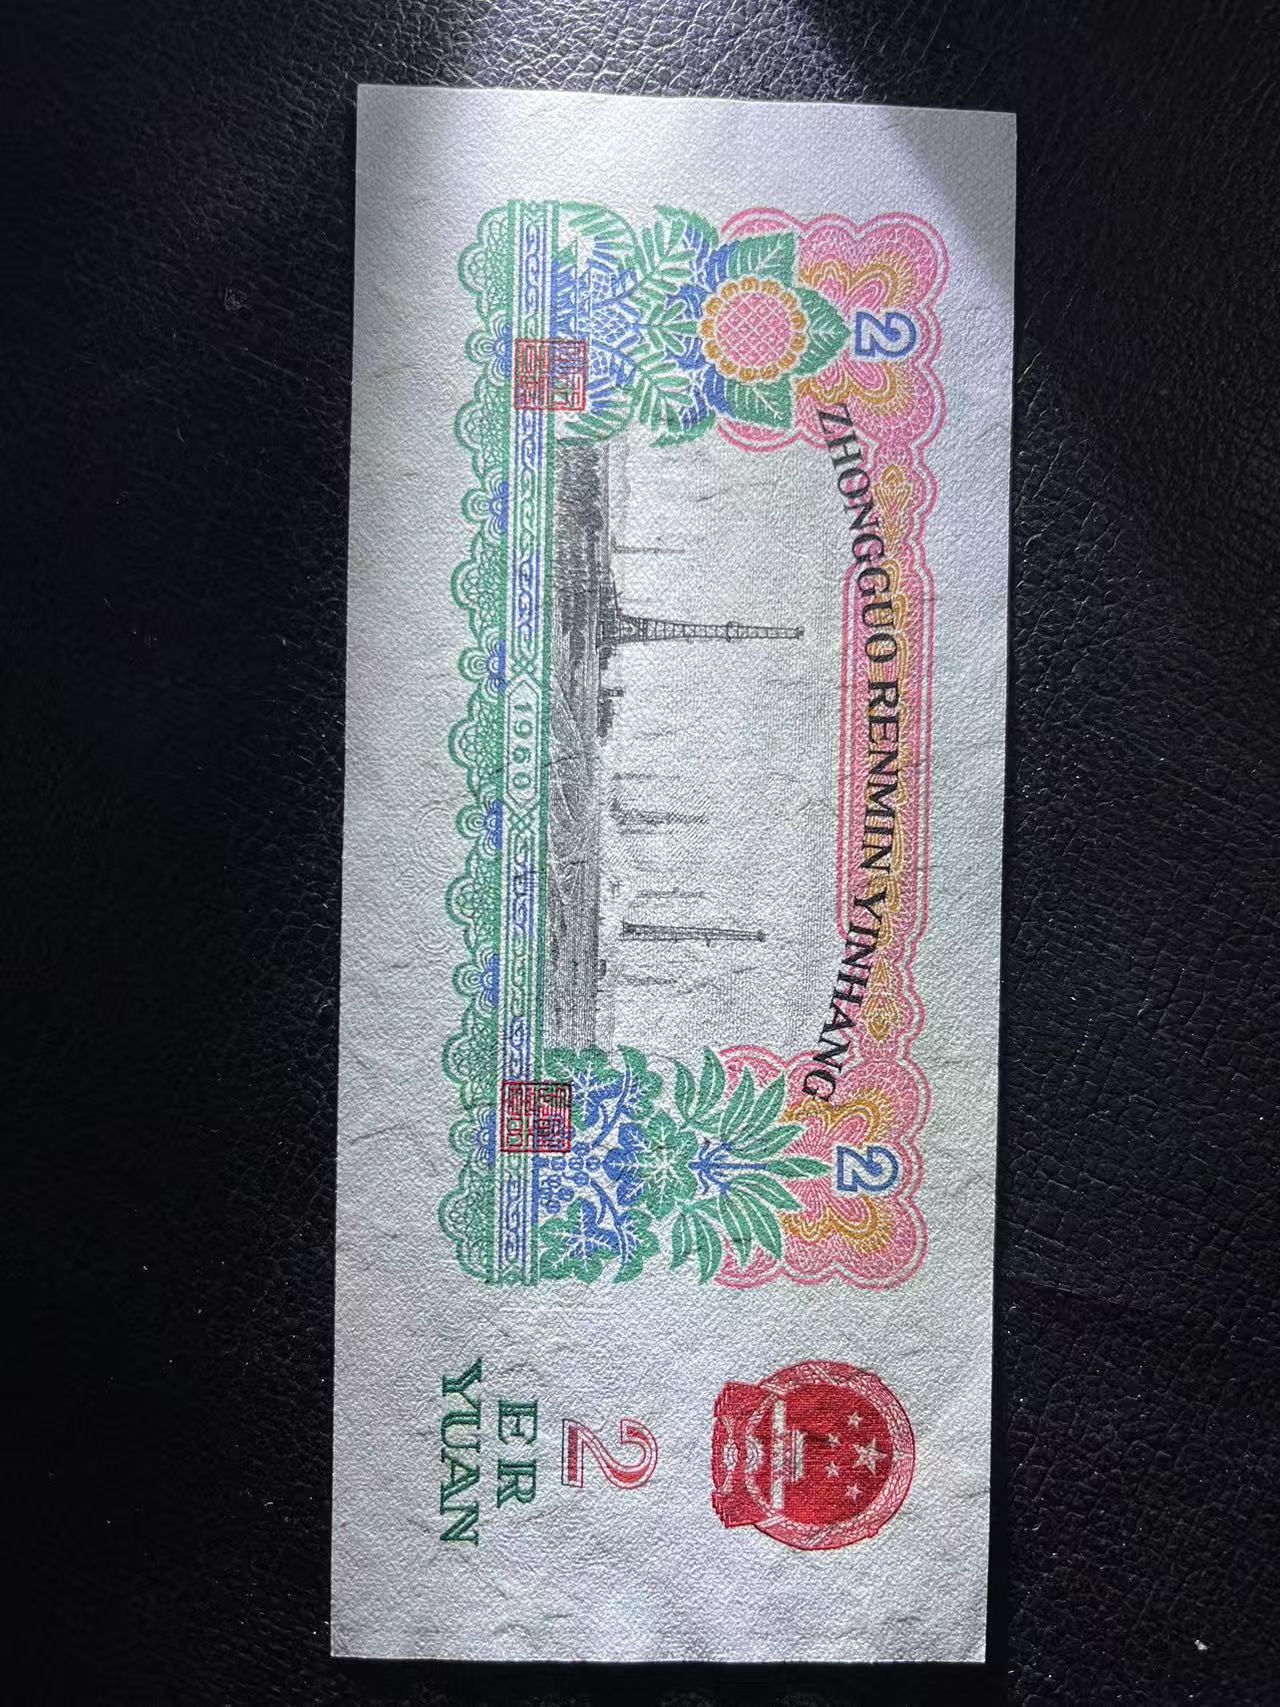 ZHONGGUO RENMIN YINHANG
2
2
1960
2
ER
YUAN